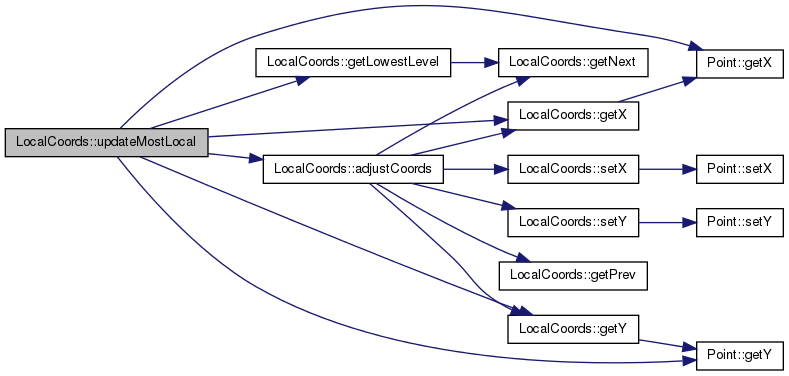 LocalCoords::updateMostLocal
LocalCoords::getLowestLevel
LocalCoords::adjustCoords
LocalCoords::getNext
LocalCoords::getX
LocalCoords::setX
LocalCoords::setY
LocalCoords::getPrev
LocalCoords::getY
Point::getX
Point::setX
Point::setY
Point::getY